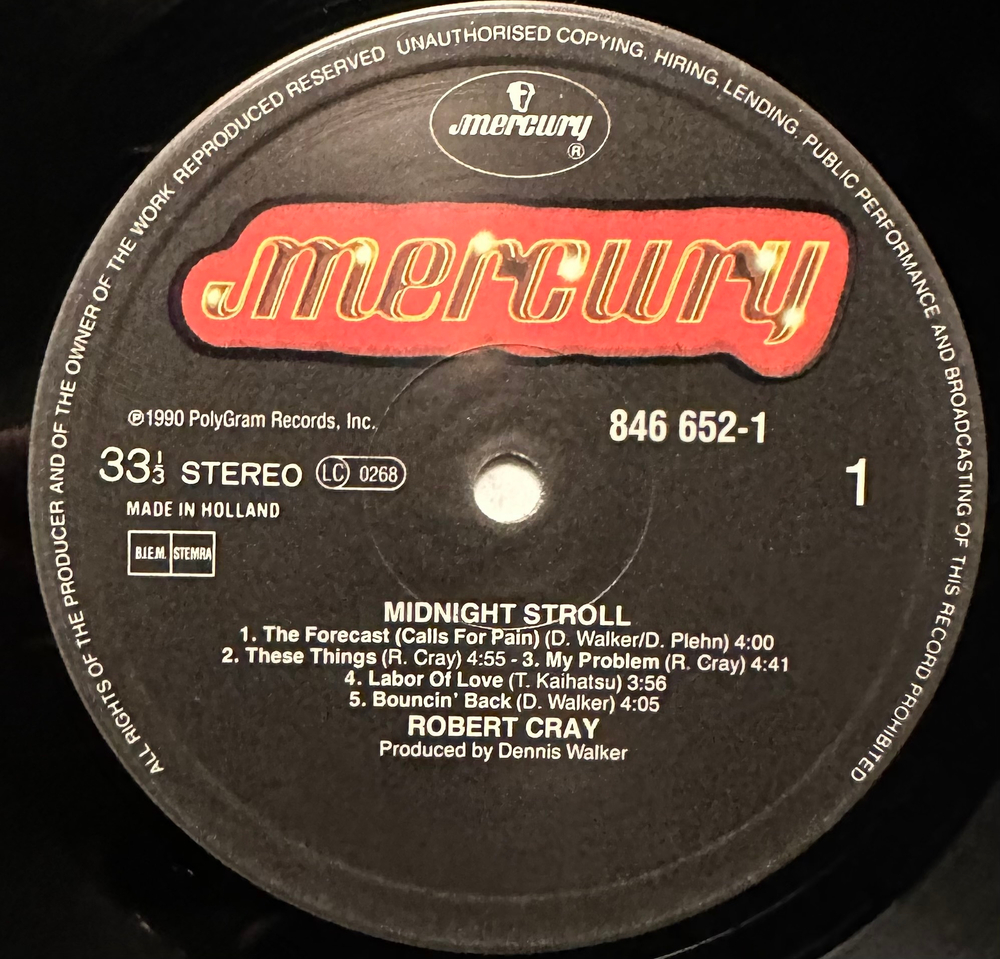 ALL RIGHTS OF THE PRODUCER AND OF THE OWNER OF THE WORK REPRODUCED RESERVED UNAUTHORISED COPYING, HIRING, LENDING, PUBLIC PERFORMANCE AND BROADCASTING OF THIS RECORD PROHIBITED
mercury
®
mercury
℗1990 PolyGram Records, Inc.
846 652-1
33⅓ STEREO LC 0268
1
MADE IN HOLLAND
B.I.E.M. STEMRA
MIDNIGHT STROLL
1. The Forecast (Calls For Pain) (D. Walker/D. Plehn) 4:00
2. These Things (R. Cray) 4:55 - 3. My Problem (R. Cray) 4:41
4. Labor Of Love (T. Kaihatsu) 3:56
5. Bouncin' Back (D. Walker) 4:05
ROBERT CRAY
Produced by Dennis Walker